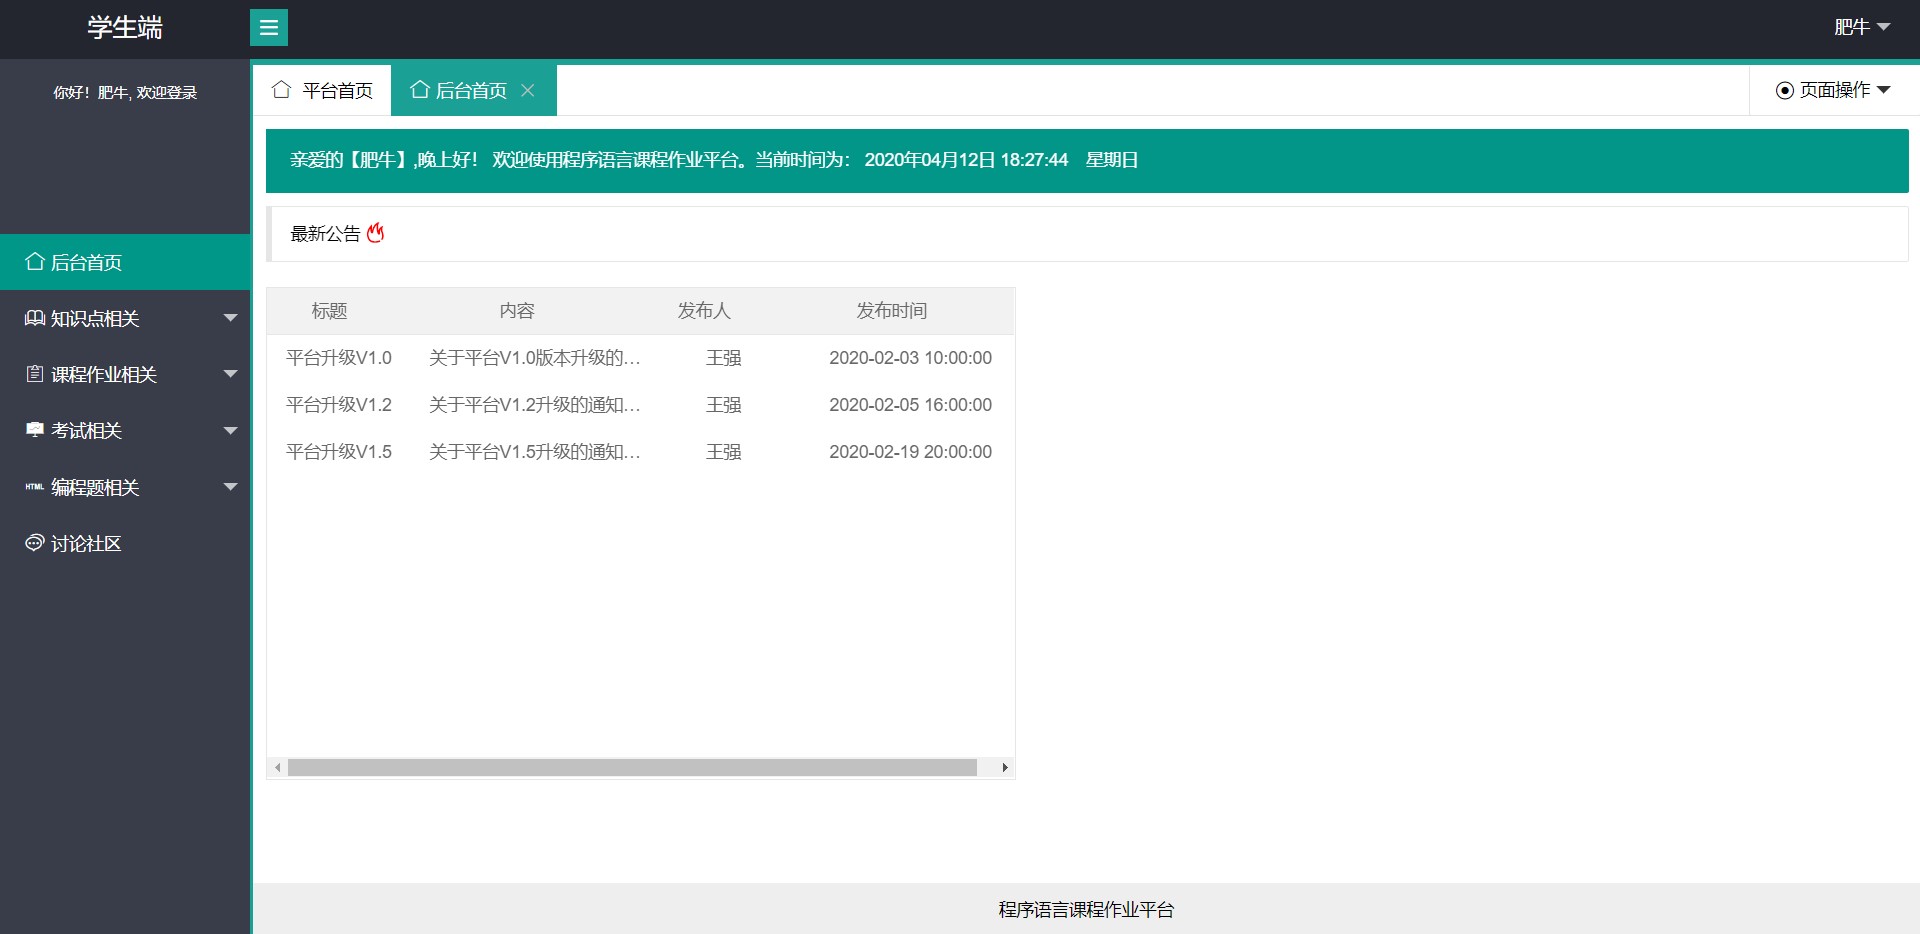 学生端
肥牛
你好！肥牛, 欢迎登录
平台首页
后台首页
页面操作
亲爱的【肥牛】,晚上好！ 欢迎使用程序语言课程作业平台。当前时间为： 2020年04月12日 18:27:44 星期日
最新公告
后台首页
知识点相关
课程作业相关
考试相关
HTML 编程题相关
讨论社区
标题 内容 发布人 发布时间
平台升级V1.0 关于平台V1.0版本升级的… 王强 2020-02-03 10:00:00
平台升级V1.2 关于平台V1.2升级的通知… 王强 2020-02-05 16:00:00
平台升级V1.5 关于平台V1.5升级的通知… 王强 2020-02-19 20:00:00
程序语言课程作业平台